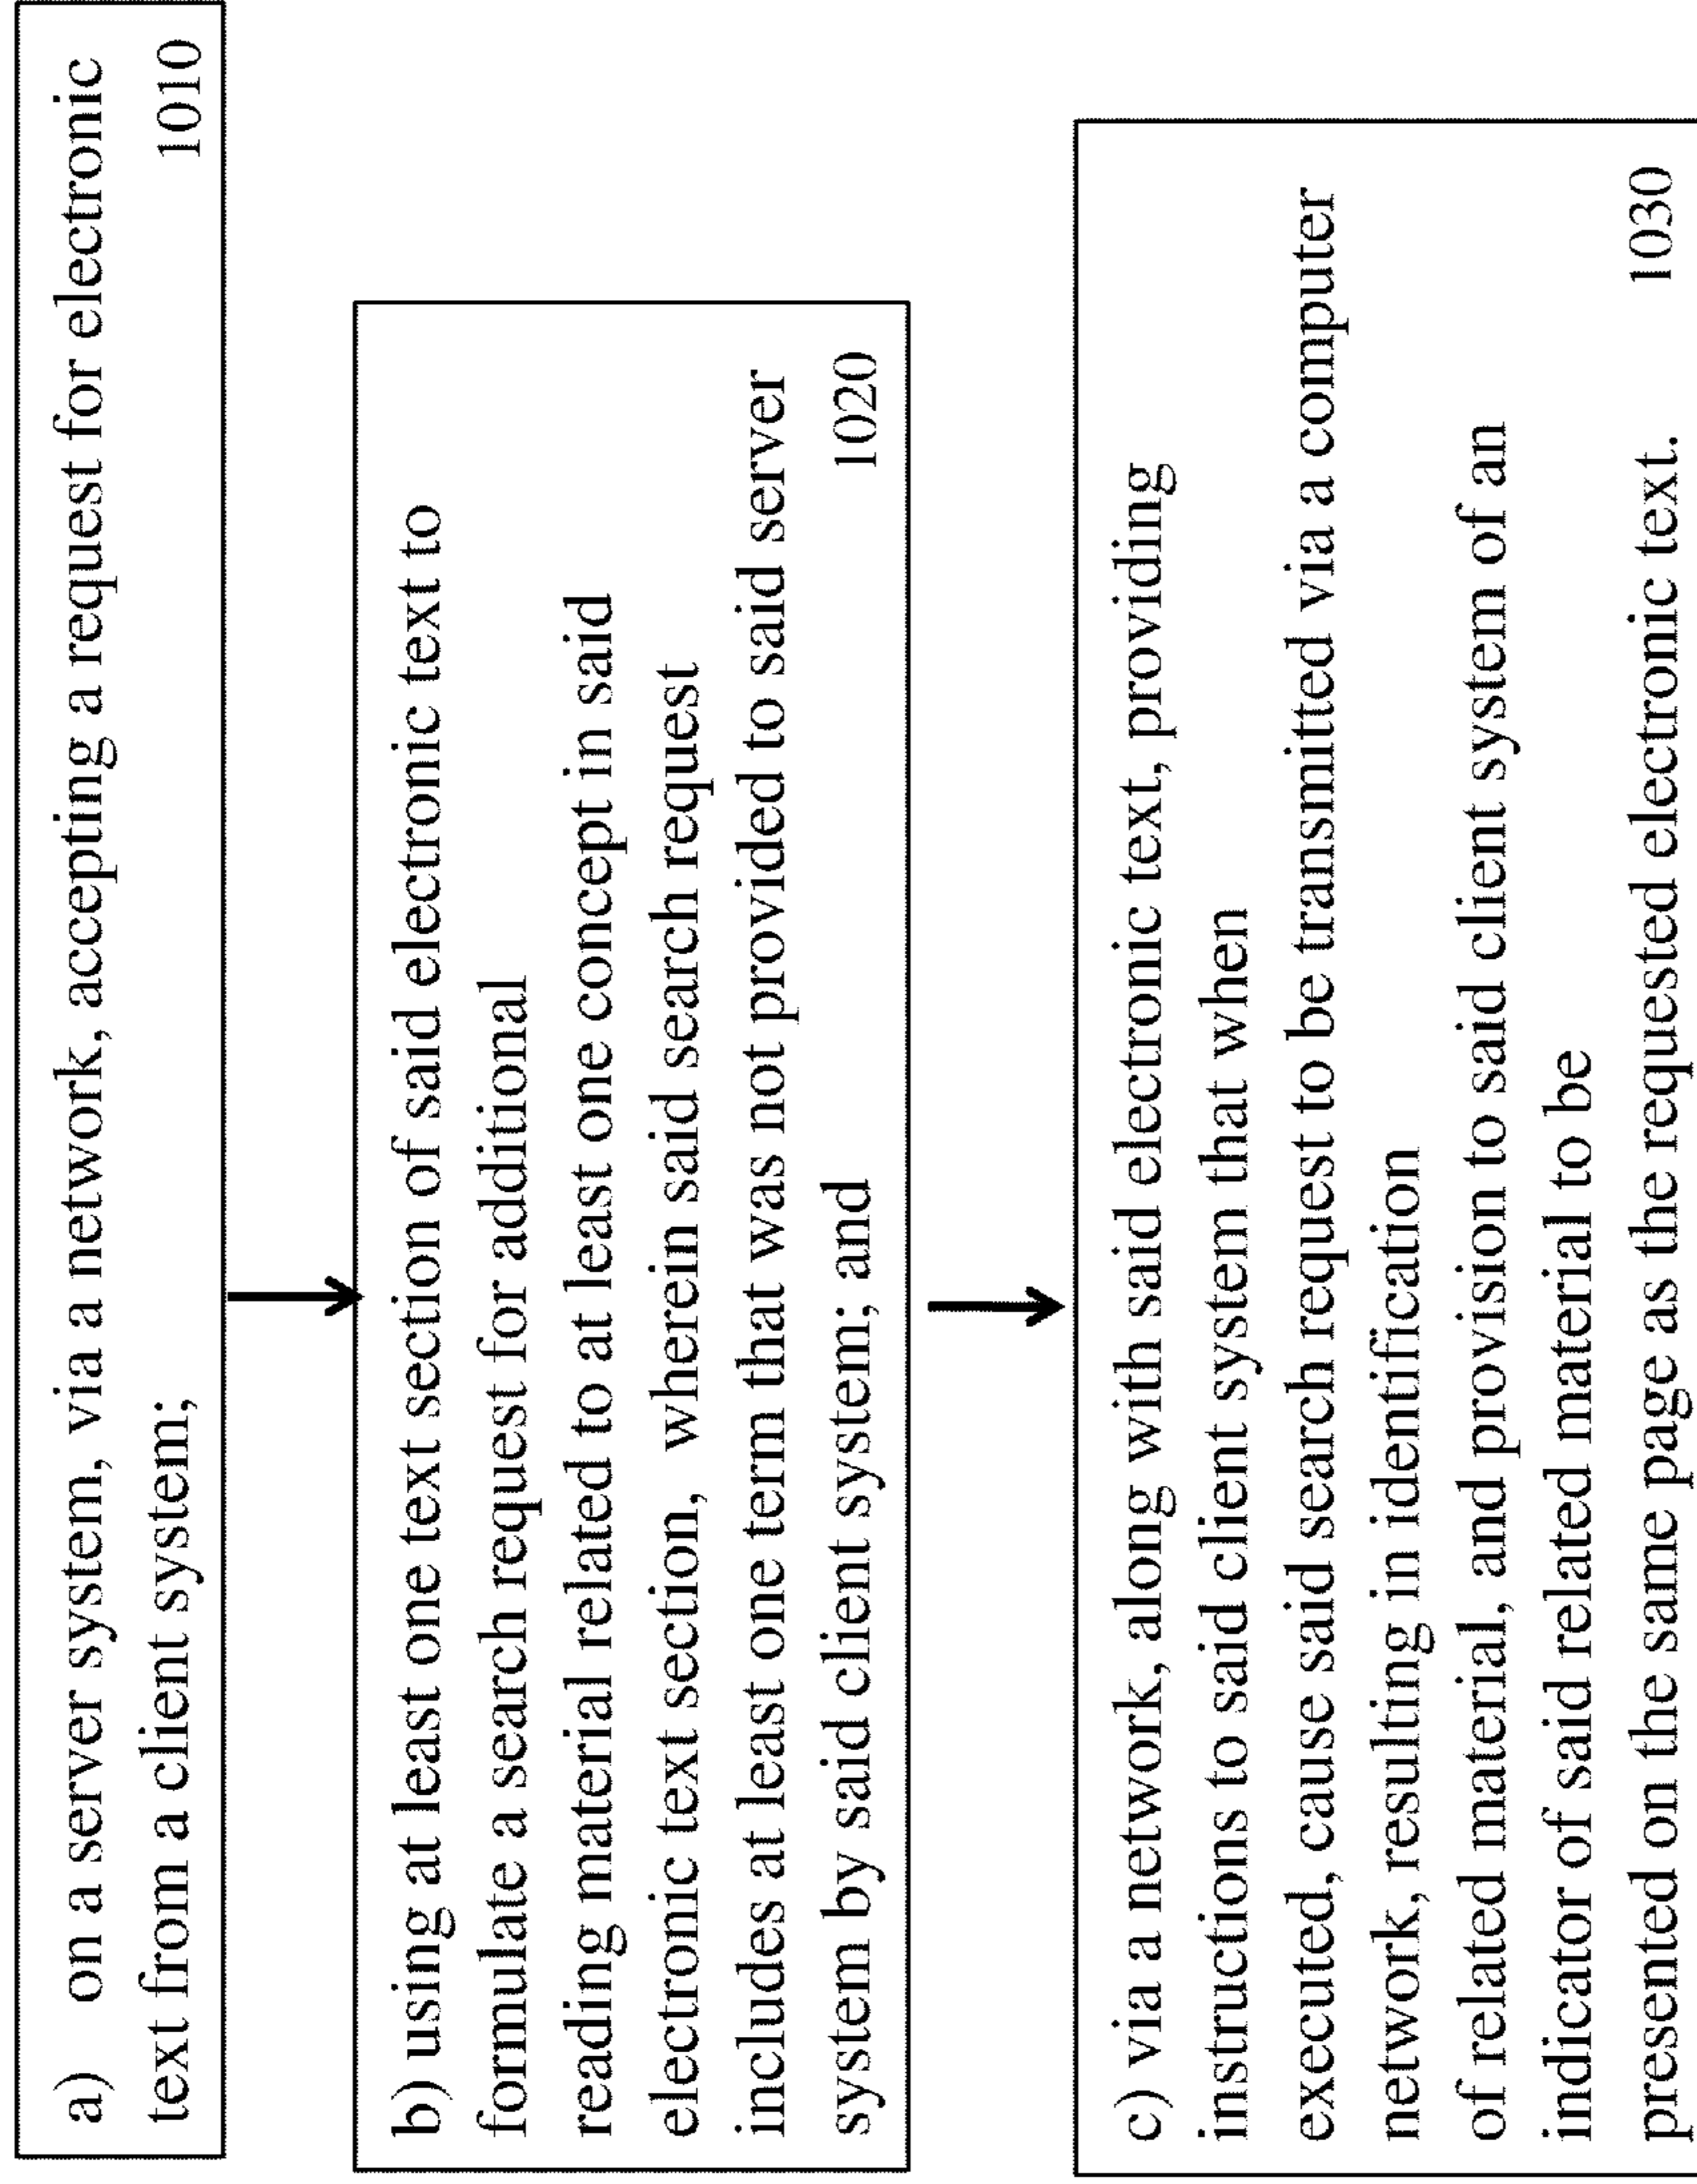 a) on a server system, via a network, accepting a request for electronic
text from a client system;
1010
b) using at least one text section of said electronic text to
formulate a search request for additional
reading material related to at least one concept in said
electronic text section, wherein said search request
includes at least one term that was not provided to said server
system by said client system; and
1020
c) via a network, along with said electronic text, providing
instructions to said client system that when
executed, cause said search request to be transmitted via a computer
network, resulting in identification
of related material, and provision to said client system of an
indicator of said related material to be
presented on the same page as the requested electronic text.
1030